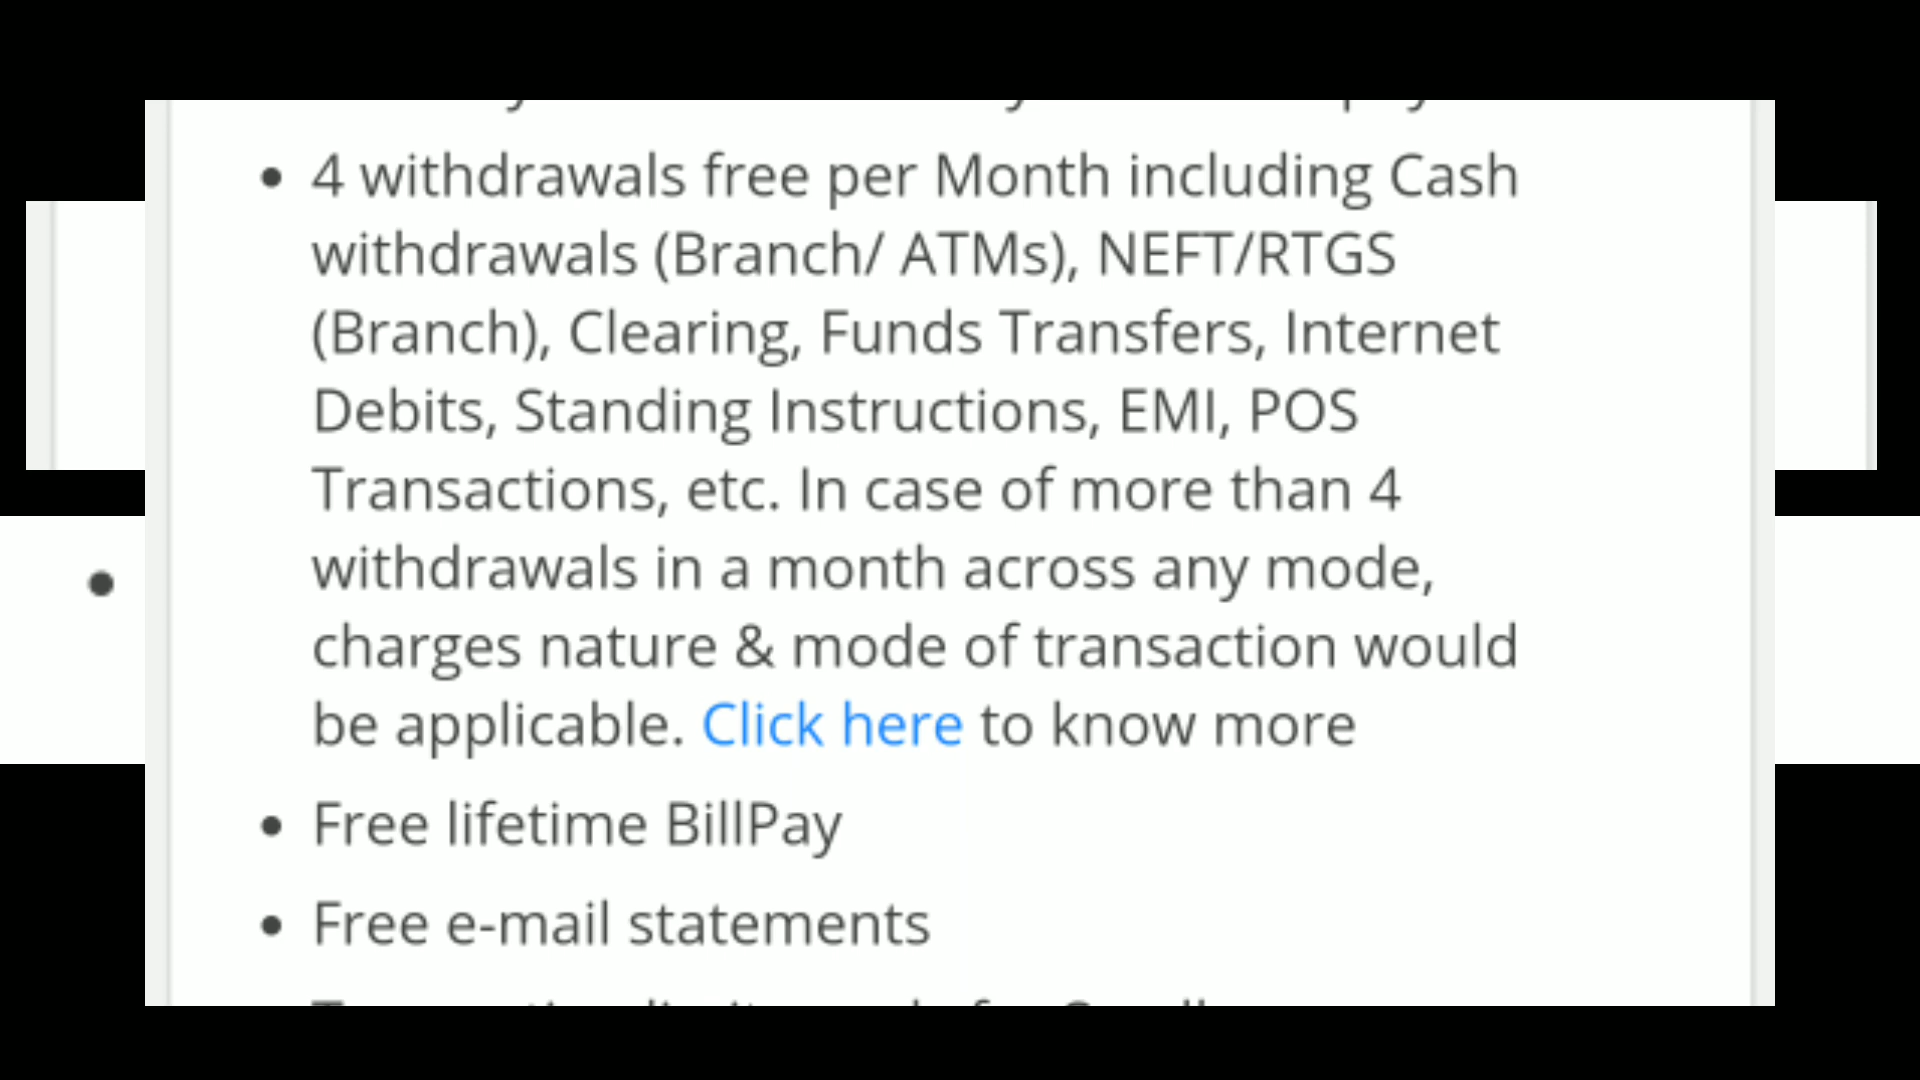 4 withdrawals free per Month including Cash
withdrawals (Branch/ ATMs), NEFT/RTGS
(Branch), Clearing, Funds Transfers, Internet
Debits, Standing Instructions, EMI, POS
Transactions, etc. In case of more than 4
withdrawals in a month across any mode,
charges nature & mode of transaction would
be applicable. Click here to know more
Free lifetime BillPay
Free e-mail statements